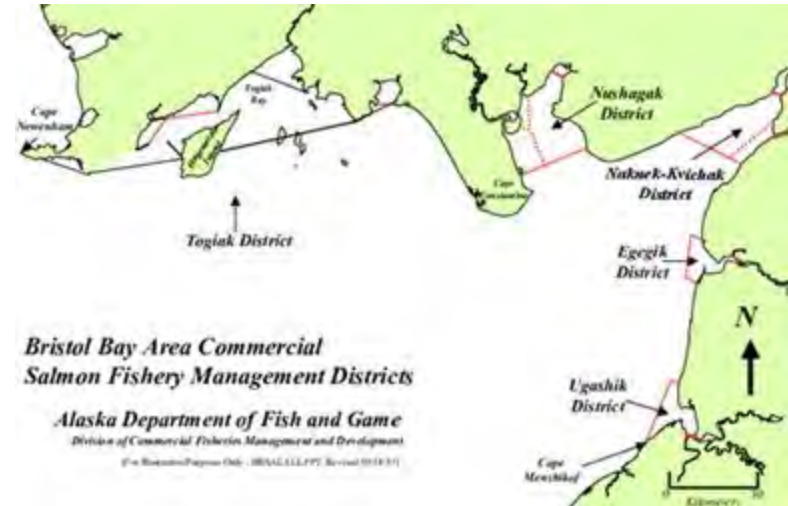 Cape
Newenham
Togiak
Bay
Togiak District
Nushagak
District
Cape
Constantine
Naknek-Kvichak
District
Egegik
District
N
Ugashik
District
Cape
Menshikof
Bristol Bay Area Commercial
Salmon Fishery Management Districts
Alaska Department of Fish and Game
Division of Commercial Fisheries Management and Development
0
Kilometers